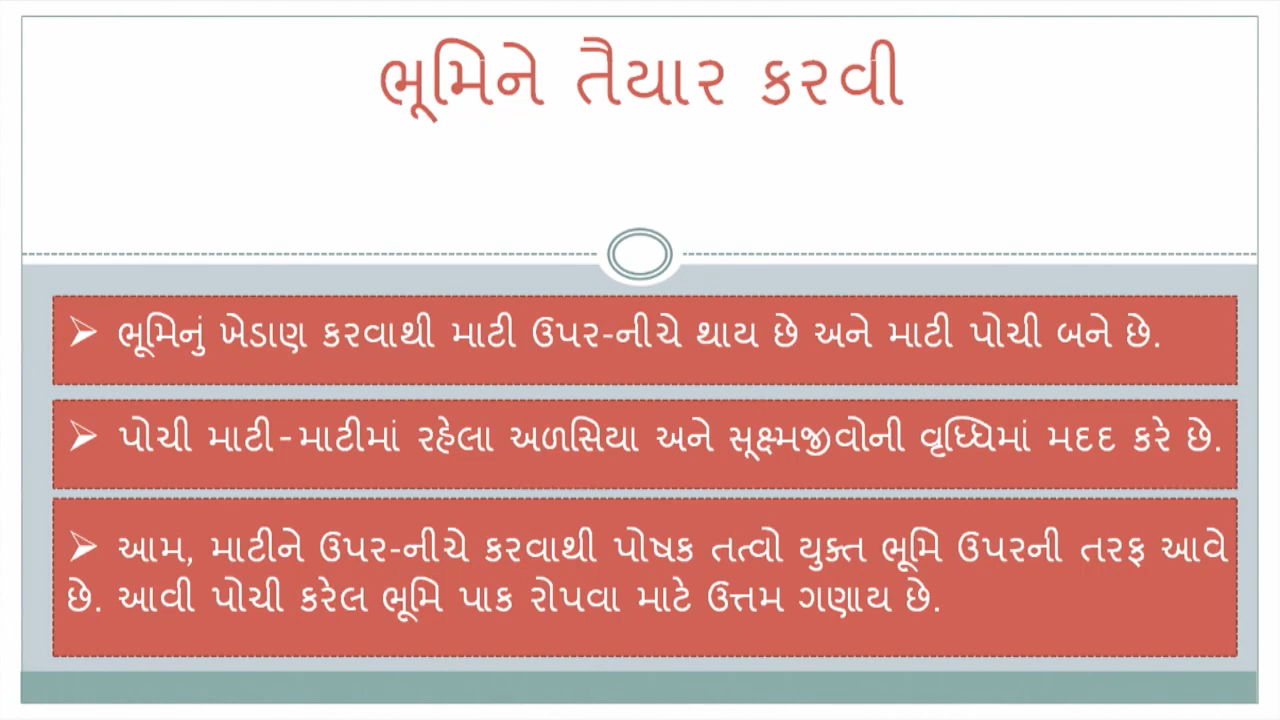 ભૂમિને તૈયાર કરવી
➢ ભૂમિનું ખેડાણ કરવાથી માટી ઉપર-નીચે થાય છે અને માટી પોચી બને છે.
➢ પોચી માટી-માટીમાં રહેલા અળસિયા અને સૂક્ષ્મજીવોની વૃધ્ધિમાં મદદ કરે છે.
➢ આમ, માટીને ઉપર-નીચે કરવાથી પોષક તત્વો યુક્ત ભૂમિ ઉપરની તરફ આવે
છે. આવી પોચી કરેલ ભૂમિ પાક રોપવા માટે ઉત્તમ ગણાય છે.